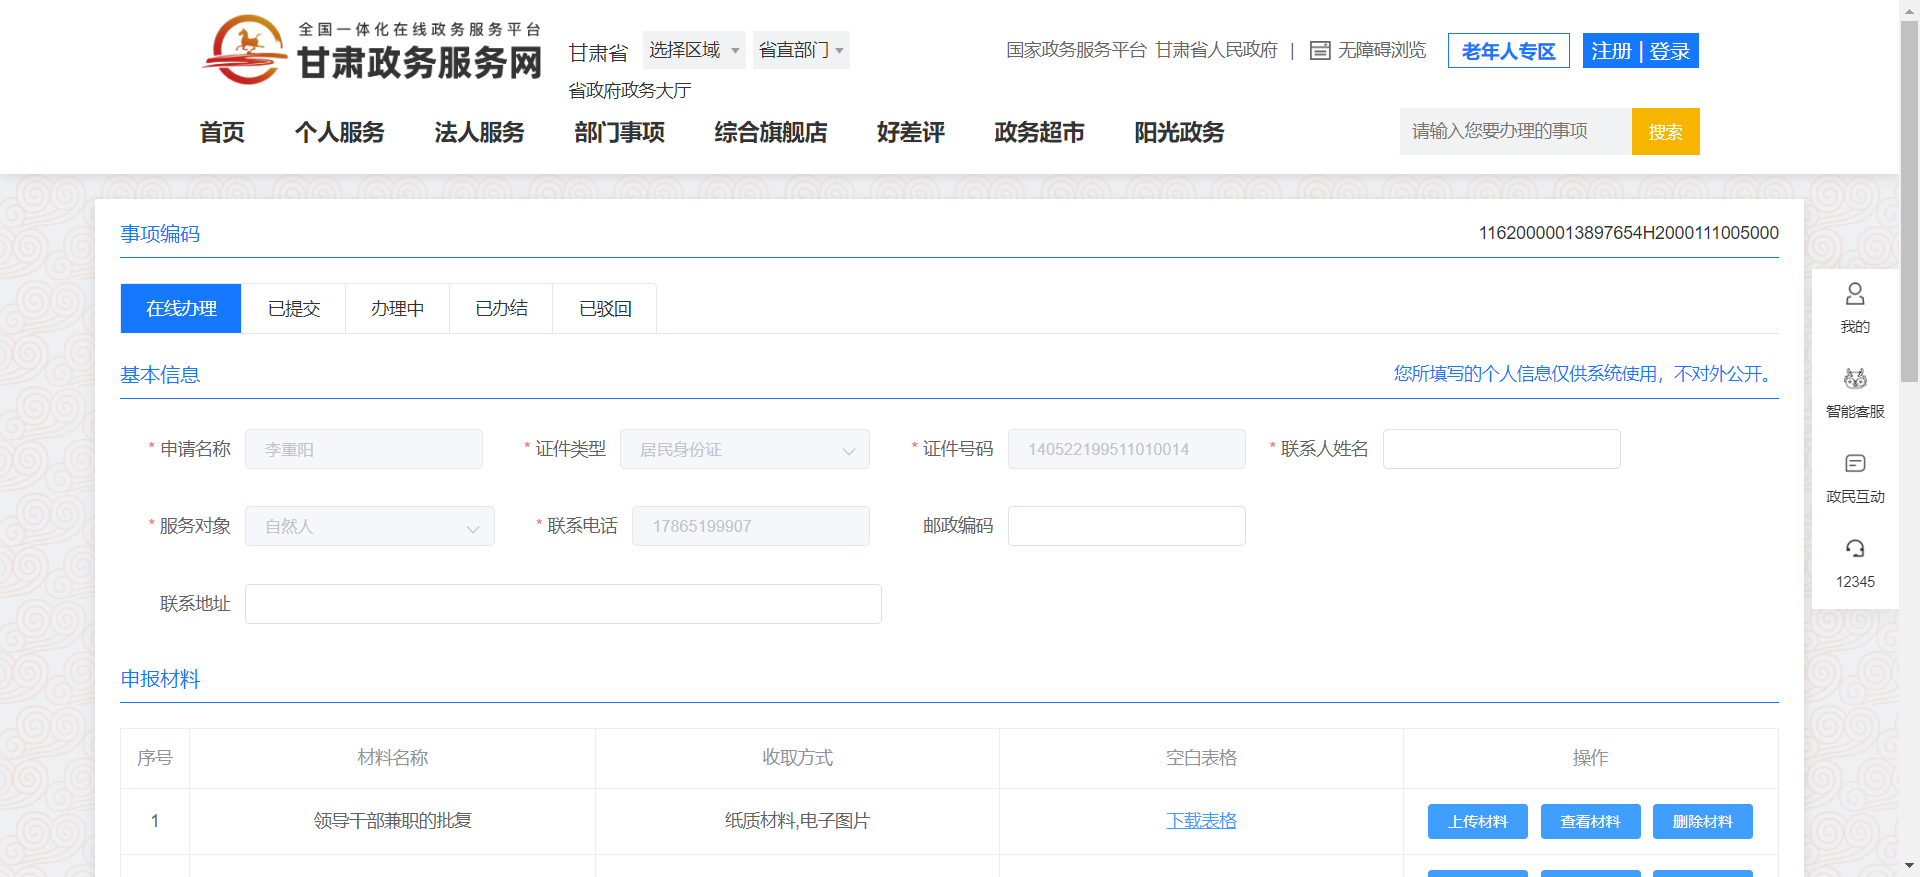 全国一体化在线政务服务平台
甘肃政务服务网
甘肃省 选择区域 省直部门
省政府政务大厅
国家政务服务平台 甘肃省人民政府 | 无障碍浏览 老年人专区 注册 | 登录
首页 个人服务 法人服务 部门事项 综合旗舰店 好差评 政务超市 阳光政务
请输入您要办理的事项 搜索
事项编码 11620000013897654H2000111005000
在线办理 已提交 办理中 已办结 已驳回
基本信息 您所填写的个人信息仅供系统使用，不对外公开。
* 申请名称 李重阳 * 证件类型 居民身份证 * 证件号码 140522199511010014 * 联系人姓名
* 服务对象 自然人 * 联系电话 17865199907 邮政编码
联系地址
申报材料
序号 材料名称 收取方式 空白表格 操作
1 领导干部兼职的批复 纸质材料,电子图片 下载表格 上传材料 查看材料 删除材料
我的
智能客服
政民互动
12345